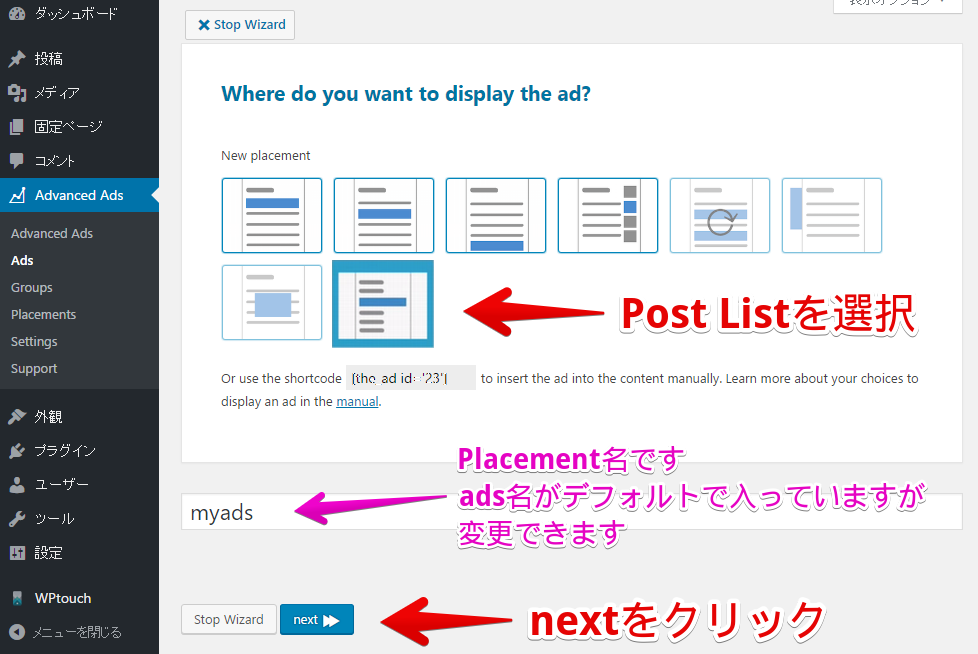 ダッシュボード
投稿
メディア
固定ページ
コメント
Advanced Ads
Advanced Ads
Ads
Groups
Placements
Settings
Support
外観
プラグイン
ユーザー
ツール
設定
WPtouch
メニューを閉じる
表示オプション
Stop Wizard
Where do you want to display the ad?
New placement
Post Listを選択
Or use the shortcode [the_ad id='23'] to insert the ad into the content manually. Learn more about your choices to
display an ad in the manual.
Placement名です
ads名がデフォルトで入っていますが
変更できます
myads
Stop Wizard
next
nextをクリック